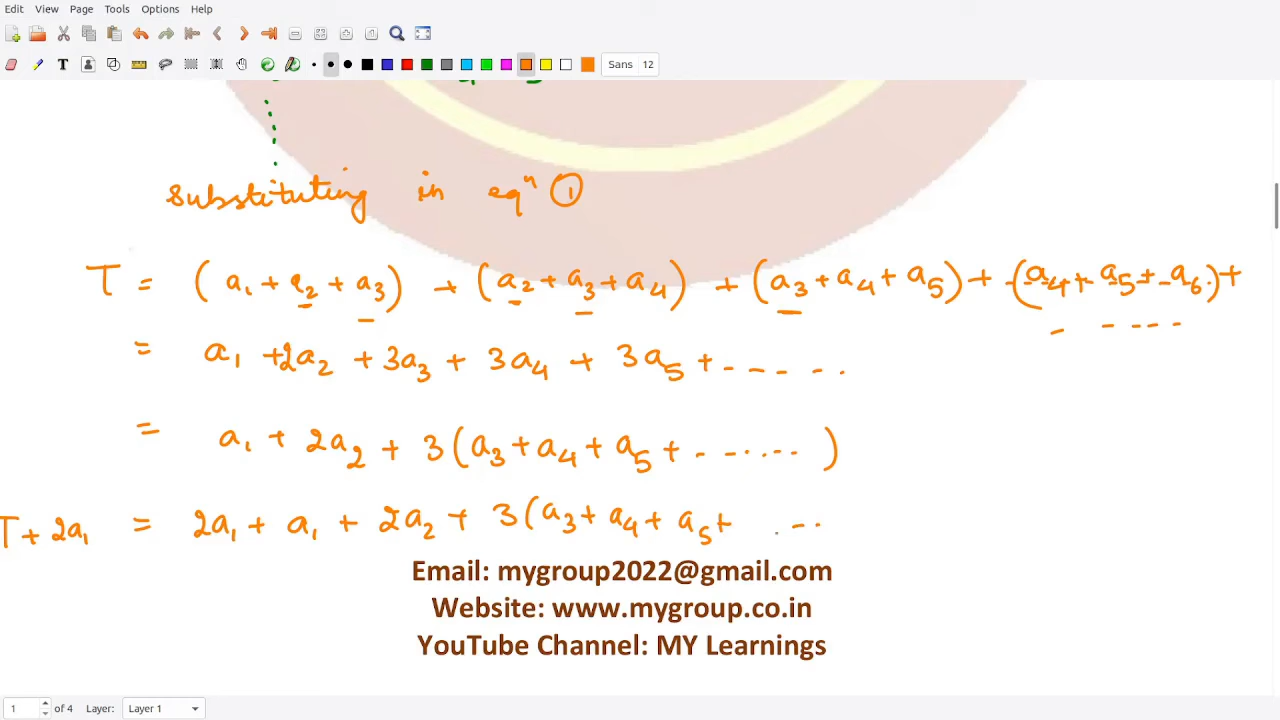 Edit View Page Tools Options Help
Sans 12
Substituting in eqⁿ ①
T = (a₁ + a₂ + a₃) + (a₂ + a₃ + a₄) + (a₃ + a₄ + a₅) + (a₄ + a₅ + a₆) +
- - - - -
= a₁ + 2a₂ + 3a₃ + 3a₄ + 3a₅ + - - - - -
= a₁ + 2a₂ + 3(a₃ + a₄ + a₅ + - - - - - -)
T + 2a₁ = 2a₁ + a₁ + 2a₂ + 3(a₃ + a₄ + a₅ + . - -
Email: mygroup2022@gmail.com
Website: www.mygroup.co.in
YouTube Channel: MY Learnings
1 of 4 Layer: Layer 1